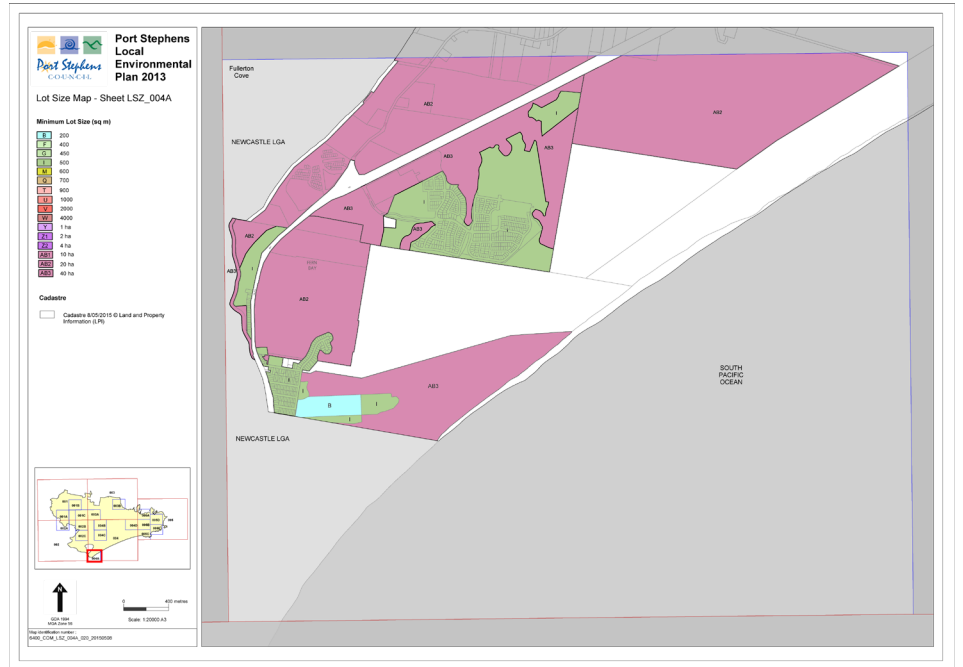 Port Stephens
Local
Environmental
Plan 2013
Port Stephens
COUNCIL
Lot Size Map - Sheet LSZ_004A
Minimum Lot Size (sq m)
B 200
F 400
G 450
I 500
M 600
Q 700
T 900
U 1000
V 2000
W 4000
Y 1 ha
Z1 2 ha
Z2 4 ha
AB1 10 ha
AB2 20 ha
AB3 40 ha
Cadastre
Cadastre 8/05/2015 © Land and Property
Information (LPI)
N
GDA 1994
MGA Zone 56
0 400 metres
Scale: 1:20000 A3
Map identification number:
Fullerton
Cove
NEWCASTLE LGA
AB2
AB2
I
AB3
AB3
I
AB3
AB3
I
AB2
AB3
I
AB2
I
AB3
I
B
I
I
NEWCASTLE LGA
SOUTH
PACIFIC
OCEAN